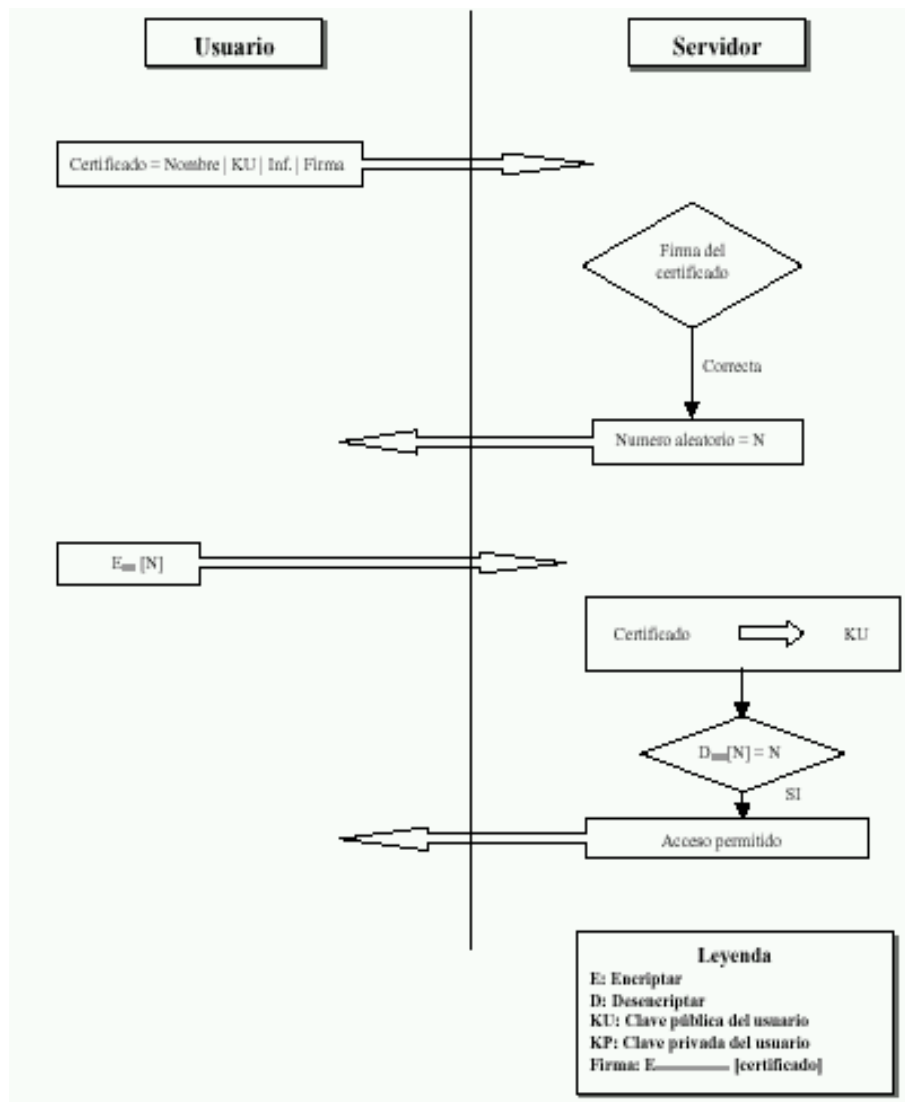 Usuario
Servidor
Certificado = Nombre | KU | Inf. | Firma
Firma del
certificado
Correcta
Numero aleatorio = N
E [N]
Certificado
KU
D [N] = N
SI
Acceso permitido
Leyenda
E: Encriptar
D: Desencriptar
KU: Clave pública del usuario
KP: Clave privada del usuario
Firma: E [certificado]